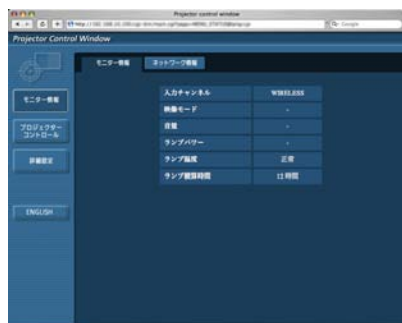 Projector control window
Google
Projector Control Window
モニター情報
ネットワーク情報
モニター情報
プロジェクター
コントロール
詳細設定
ENGLISH
入力チャンネル
WIRELESS
映像モード
-
音量
-
ランプパワー
-
ランプ温度
正常
ランプ積算時間
12 時間